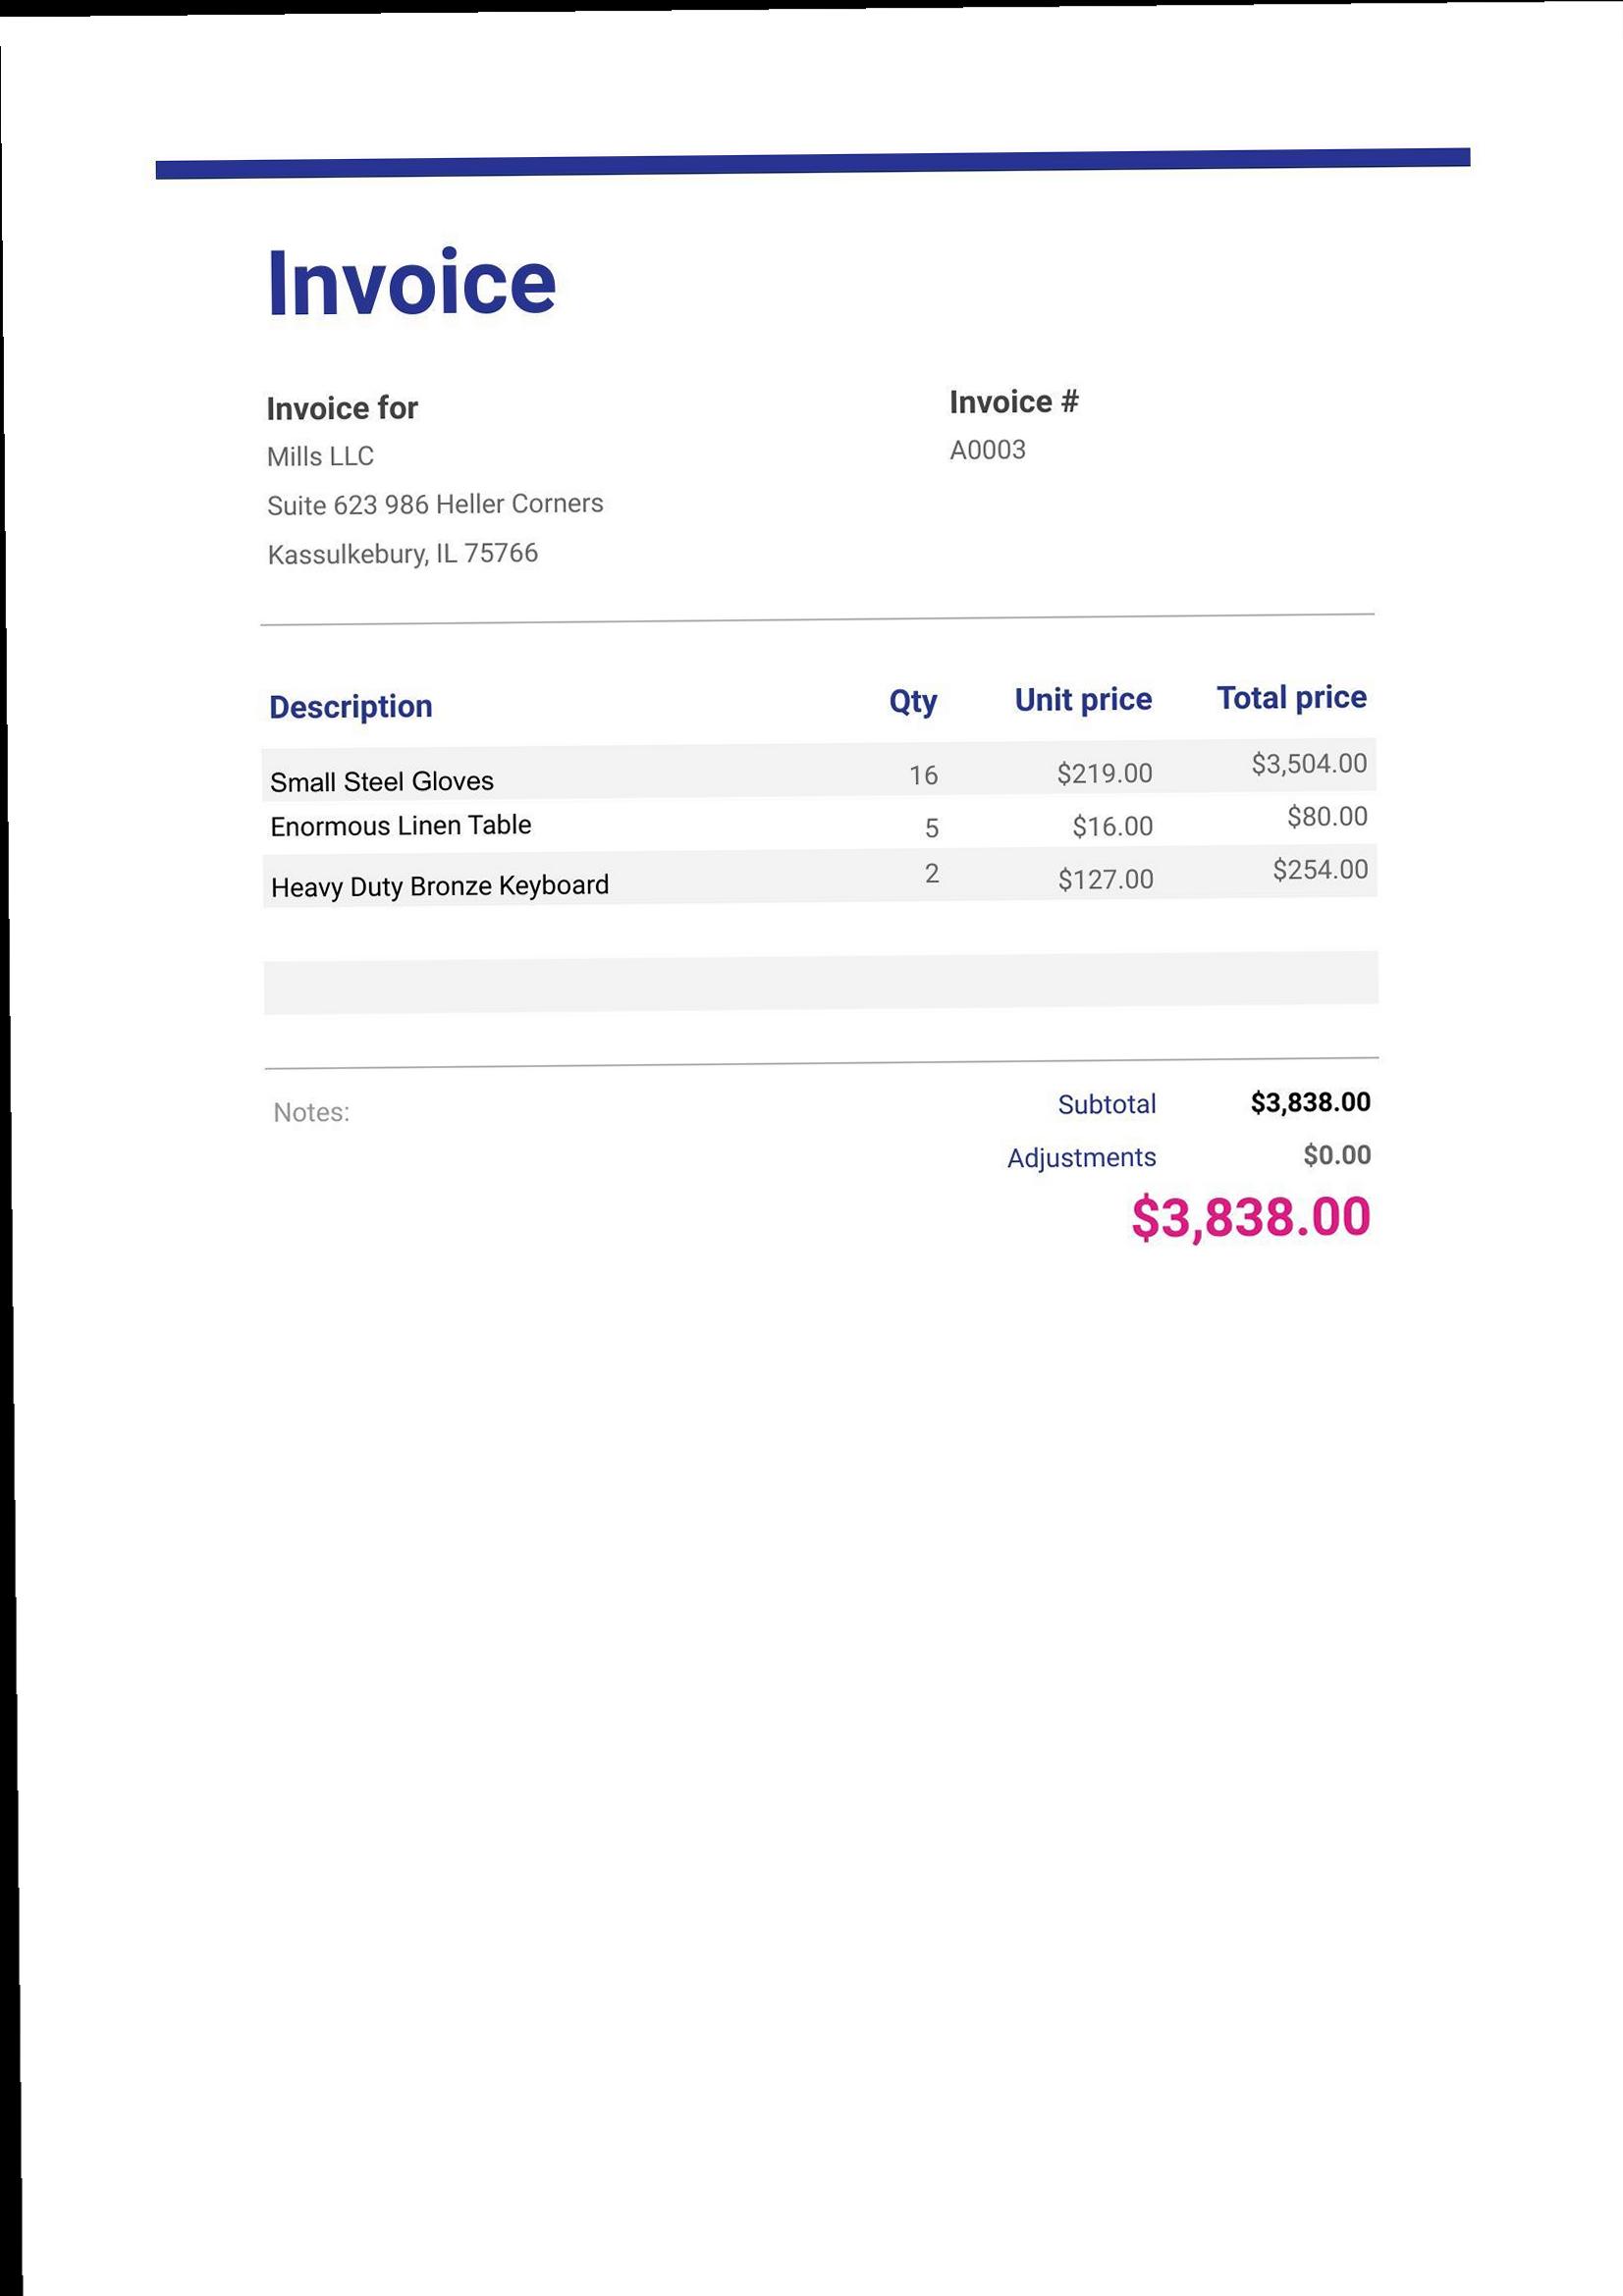 Invoice
Invoice for
Invoice #
Mills LLC
A0003
Suite 623 986 Heller Corners
Kassulkebury, IL 75766
Description Qty Unit price Total price
Small Steel Gloves 16 $219.00 $3,504.00
Enormous Linen Table 5 $16.00 $80.00
Heavy Duty Bronze Keyboard 2 $127.00 $254.00
Notes:
Subtotal $3,838.00
Adjustments $0.00
$3,838.00